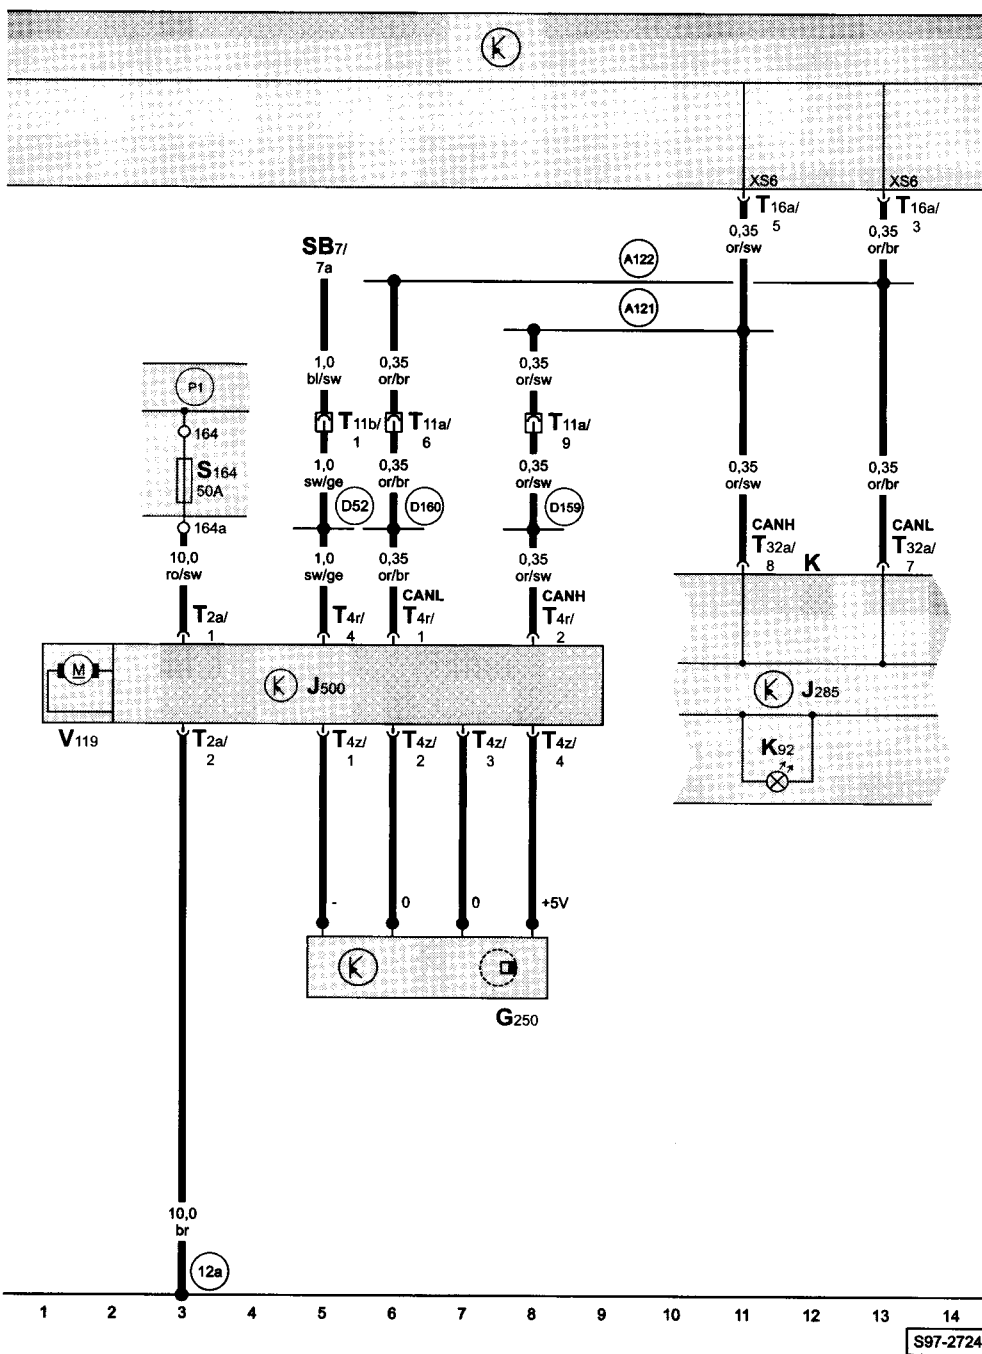 XS6 XS6
T16a/ T16a/
5 3
0,35 0,35
or/sw or/br
SB7/
7a
A122
A121
1,0 0,35 0,35
bl/sw or/br or/sw
P1
T11b/ T11a/ T11a/
1 6 9
164
S164
50A
1,0 0,35 0,35 0,35 0,35
sw/ge or/br or/sw or/sw or/br
D52 D160 D159
164a
CANH CANL
T32a/ T32a/
8 K 7
10,0 1,0 0,35 0,35
ro/sw sw/ge or/br or/sw
CANL CANH
T2a/ T4r/ T4r/ T4r/
1 4 1 2
M J500 J285
V119 T2a/ T4z/ T4z/ T4z/ T4z/
2 1 2 3 4
K92
- 0 0 +5V
G250
10,0
br
12a
1 2 3 4 5 6 7 8 9 10 11 12 13 14
S97-2724